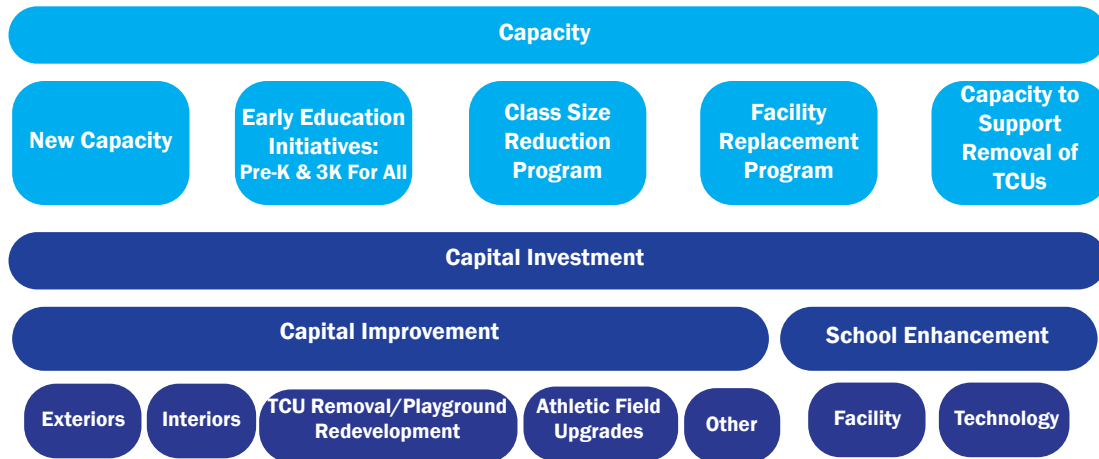 Capacity
New Capacity
Early Education
Initiatives:
Pre-K & 3K For All
Class Size
Reduction
Program
Facility
Replacement
Program
Capacity to
Support
Removal of
TCUs
Capital Investment
Capital Improvement
School Enhancement
Exteriors
Interiors
TCU Removal/Playground
Redevelopment
Athletic Field
Upgrades
Other
Facility
Technology